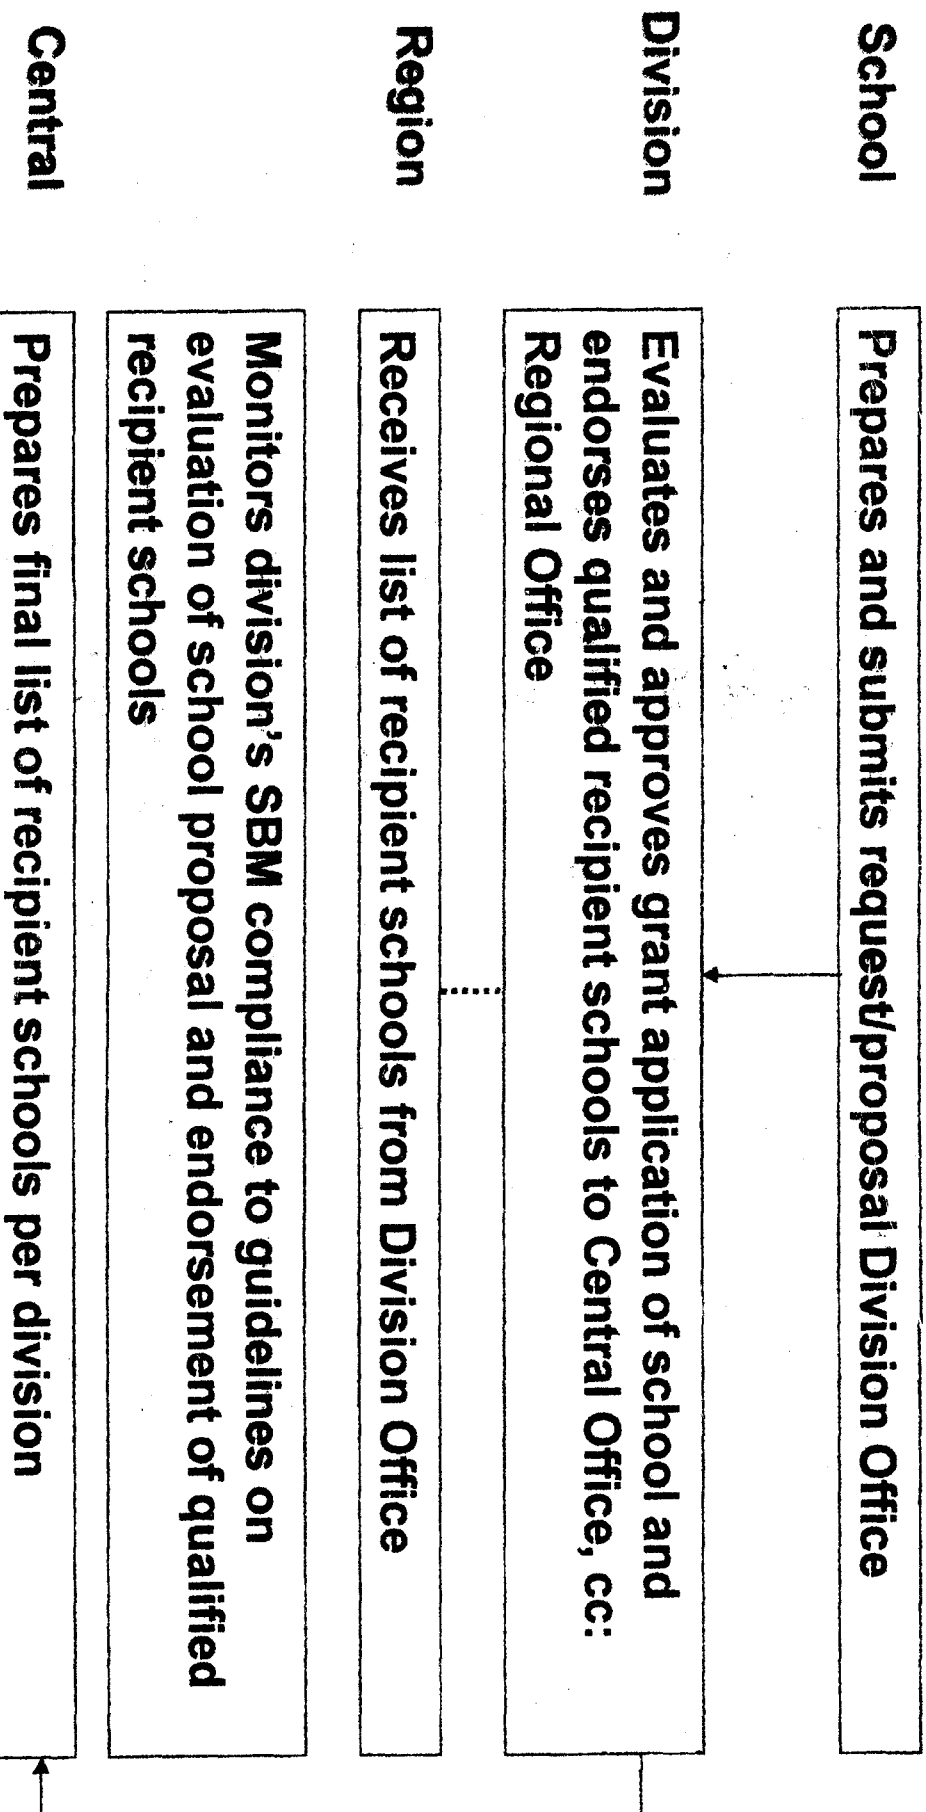 School
Prepares and submits request/proposal Division Office
Division
Evaluates and approves grant application of school and
endorses qualified recipient schools to Central Office, cc:
Regional Office
Region
Receives list of recipient schools from Division Office
Monitors division's SBM compliance to guidelines on
evaluation of school proposal and endorsement of qualified
recipient schools
Central
Prepares final list of recipient schools per division